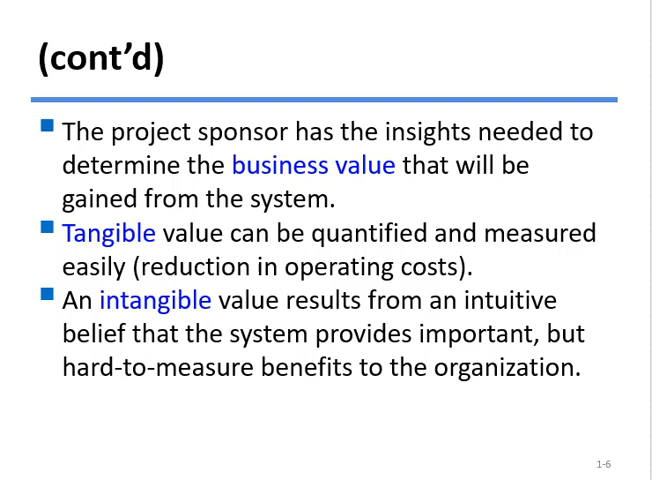 (cont’d)
The project sponsor has the insights needed to
determine the business value that will be
gained from the system.
Tangible value can be quantified and measured
easily (reduction in operating costs).
An intangible value results from an intuitive
belief that the system provides important, but
hard-to-measure benefits to the organization.
1-6